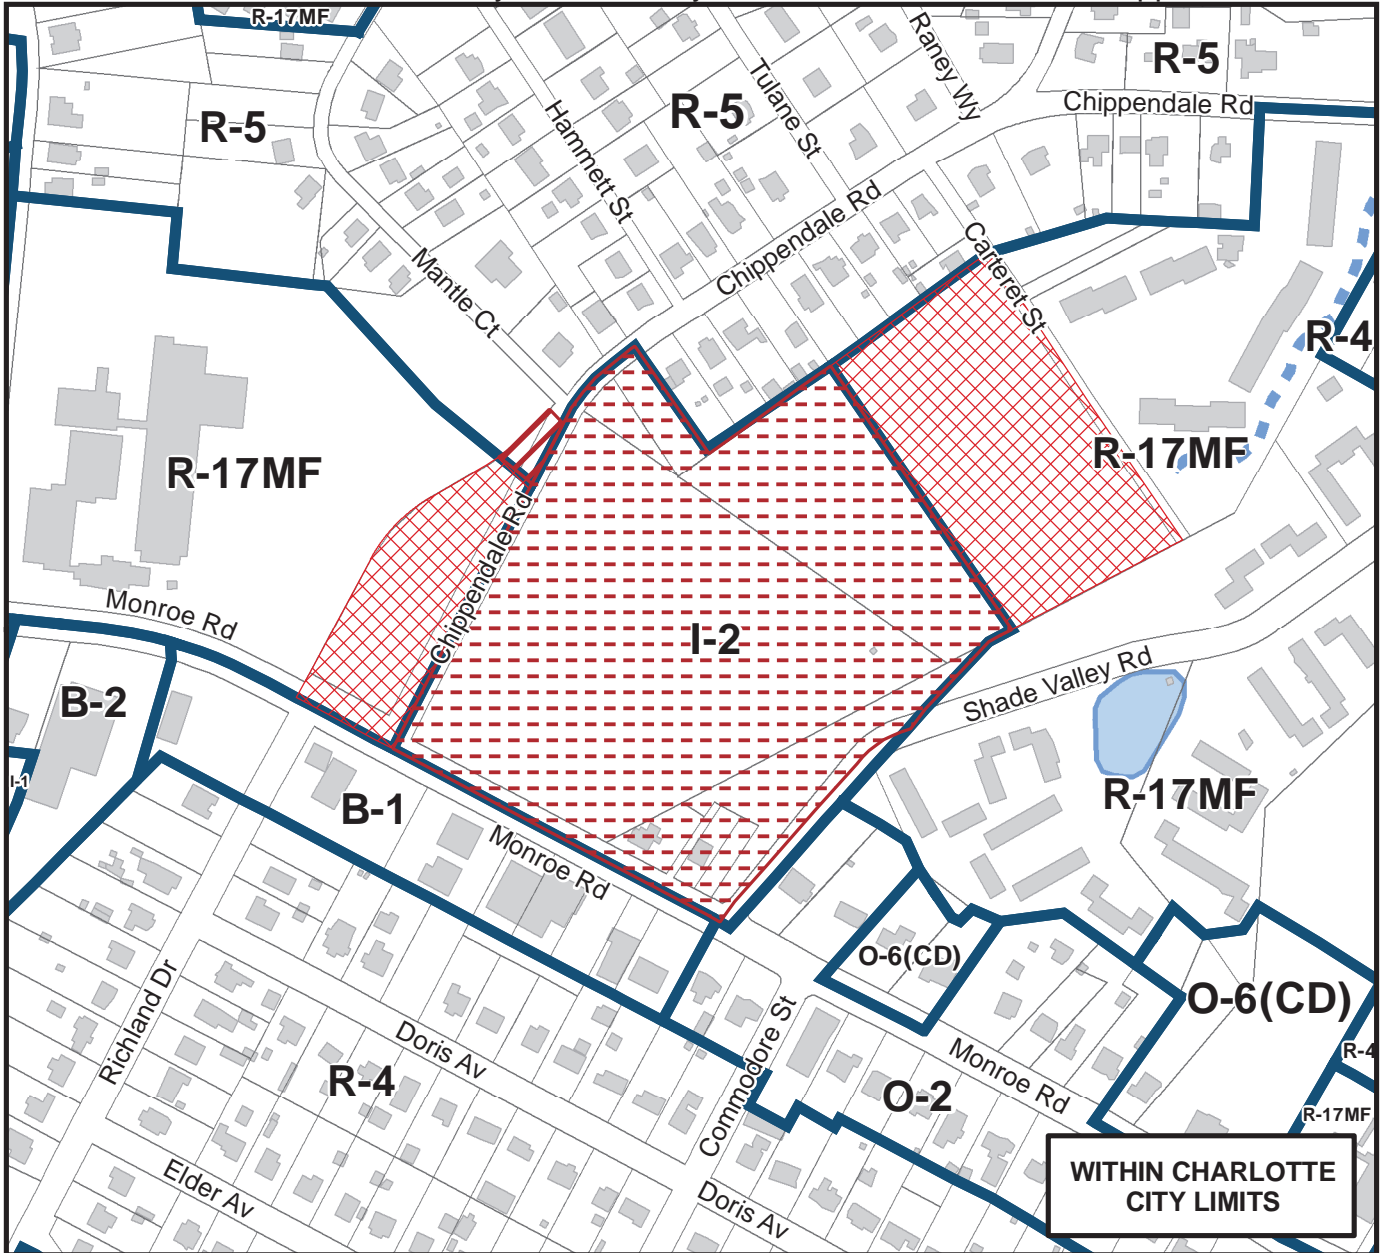 R-17MF
R-5
R-5
R-5
Chippendale Rd
Raney Wy
Tulane St
Hammett St
Chippendale Rd
Carteret St
Mantle Ct
R-4
R-17MF
R-17MF
Chippendale Rd
Monroe Rd
I-2
Shade Valley Rd
B-2
I-1
B-1
R-17MF
Monroe Rd
O-6(CD)
O-6(CD)
Richland Dr
Doris Av
R-4
Commodore St
Monroe Rd
O-2
R-4
R-17MF
Elder Av
Doris Av
WITHIN CHARLOTTE
CITY LIMITS